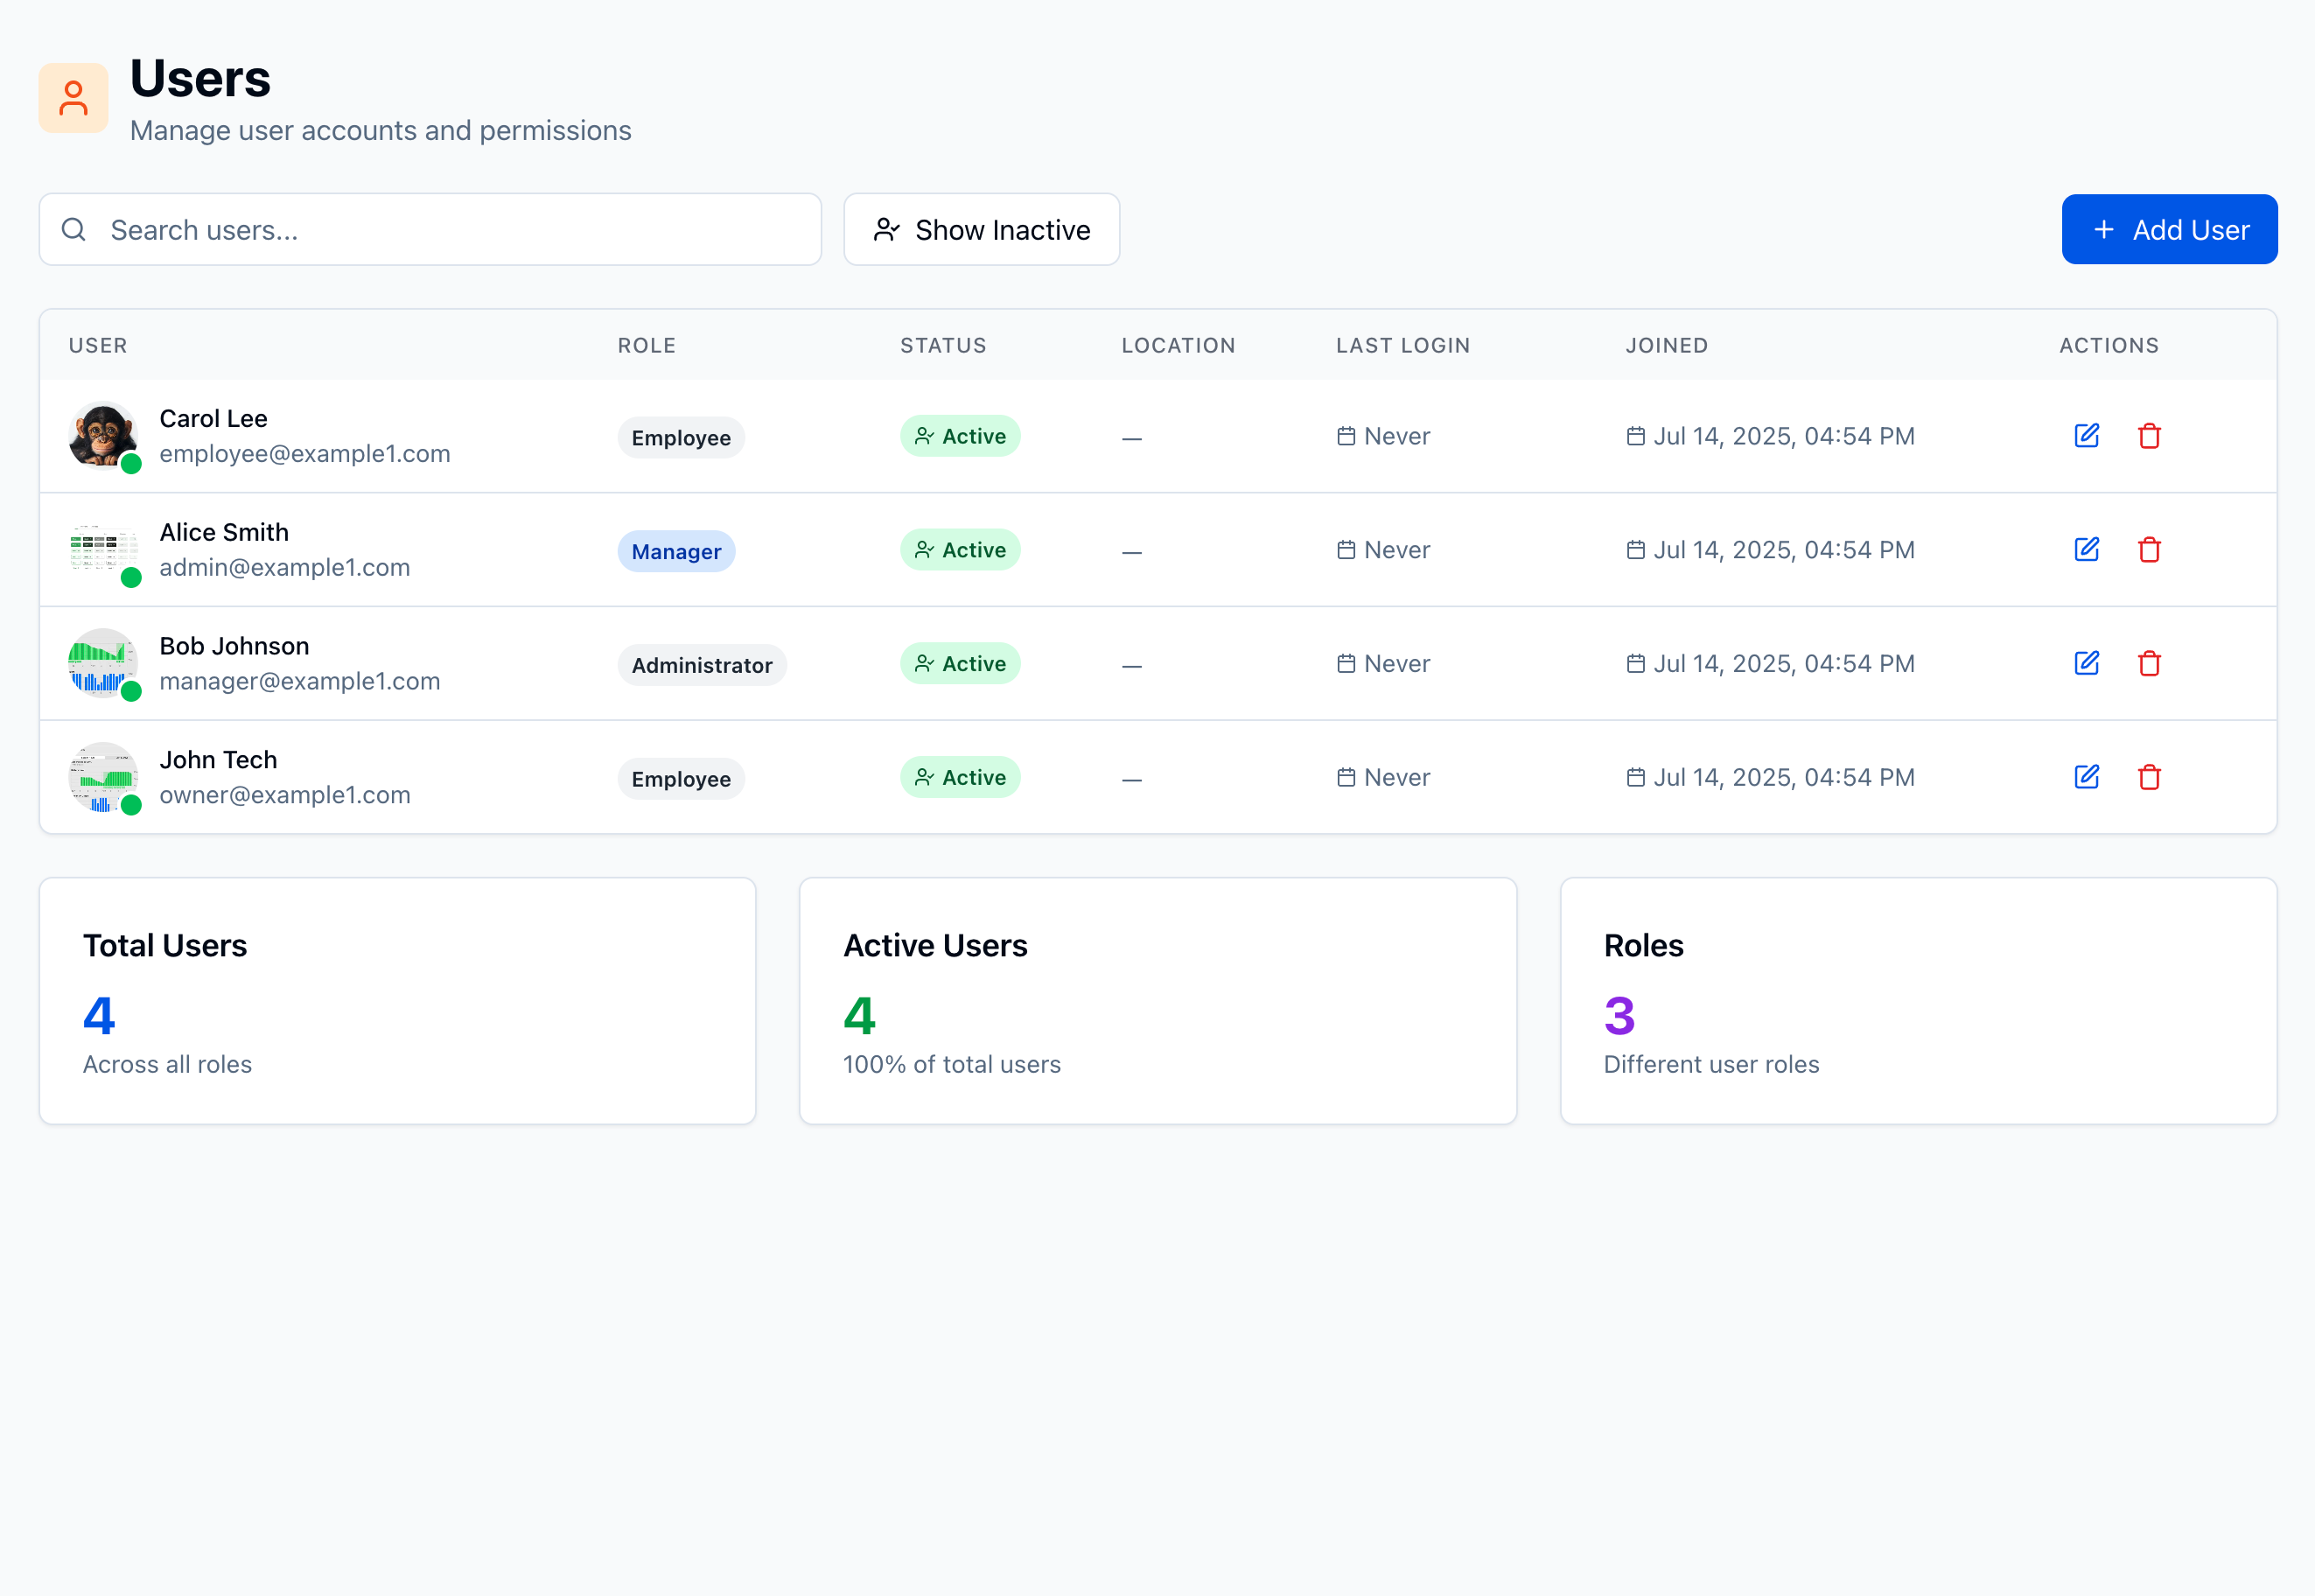 Users
Manage user accounts and permissions
Search users...
Show Inactive
Add User
USER ROLE STATUS LOCATION LAST LOGIN JOINED ACTIONS
Carol Lee
employee@example1.com
Employee Active — Never Jul 14, 2025, 04:54 PM
Alice Smith
admin@example1.com
Manager Active — Never Jul 14, 2025, 04:54 PM
Bob Johnson
manager@example1.com
Administrator Active — Never Jul 14, 2025, 04:54 PM
John Tech
owner@example1.com
Employee Active — Never Jul 14, 2025, 04:54 PM
Total Users
4
Across all roles
Active Users
4
100% of total users
Roles
3
Different user roles